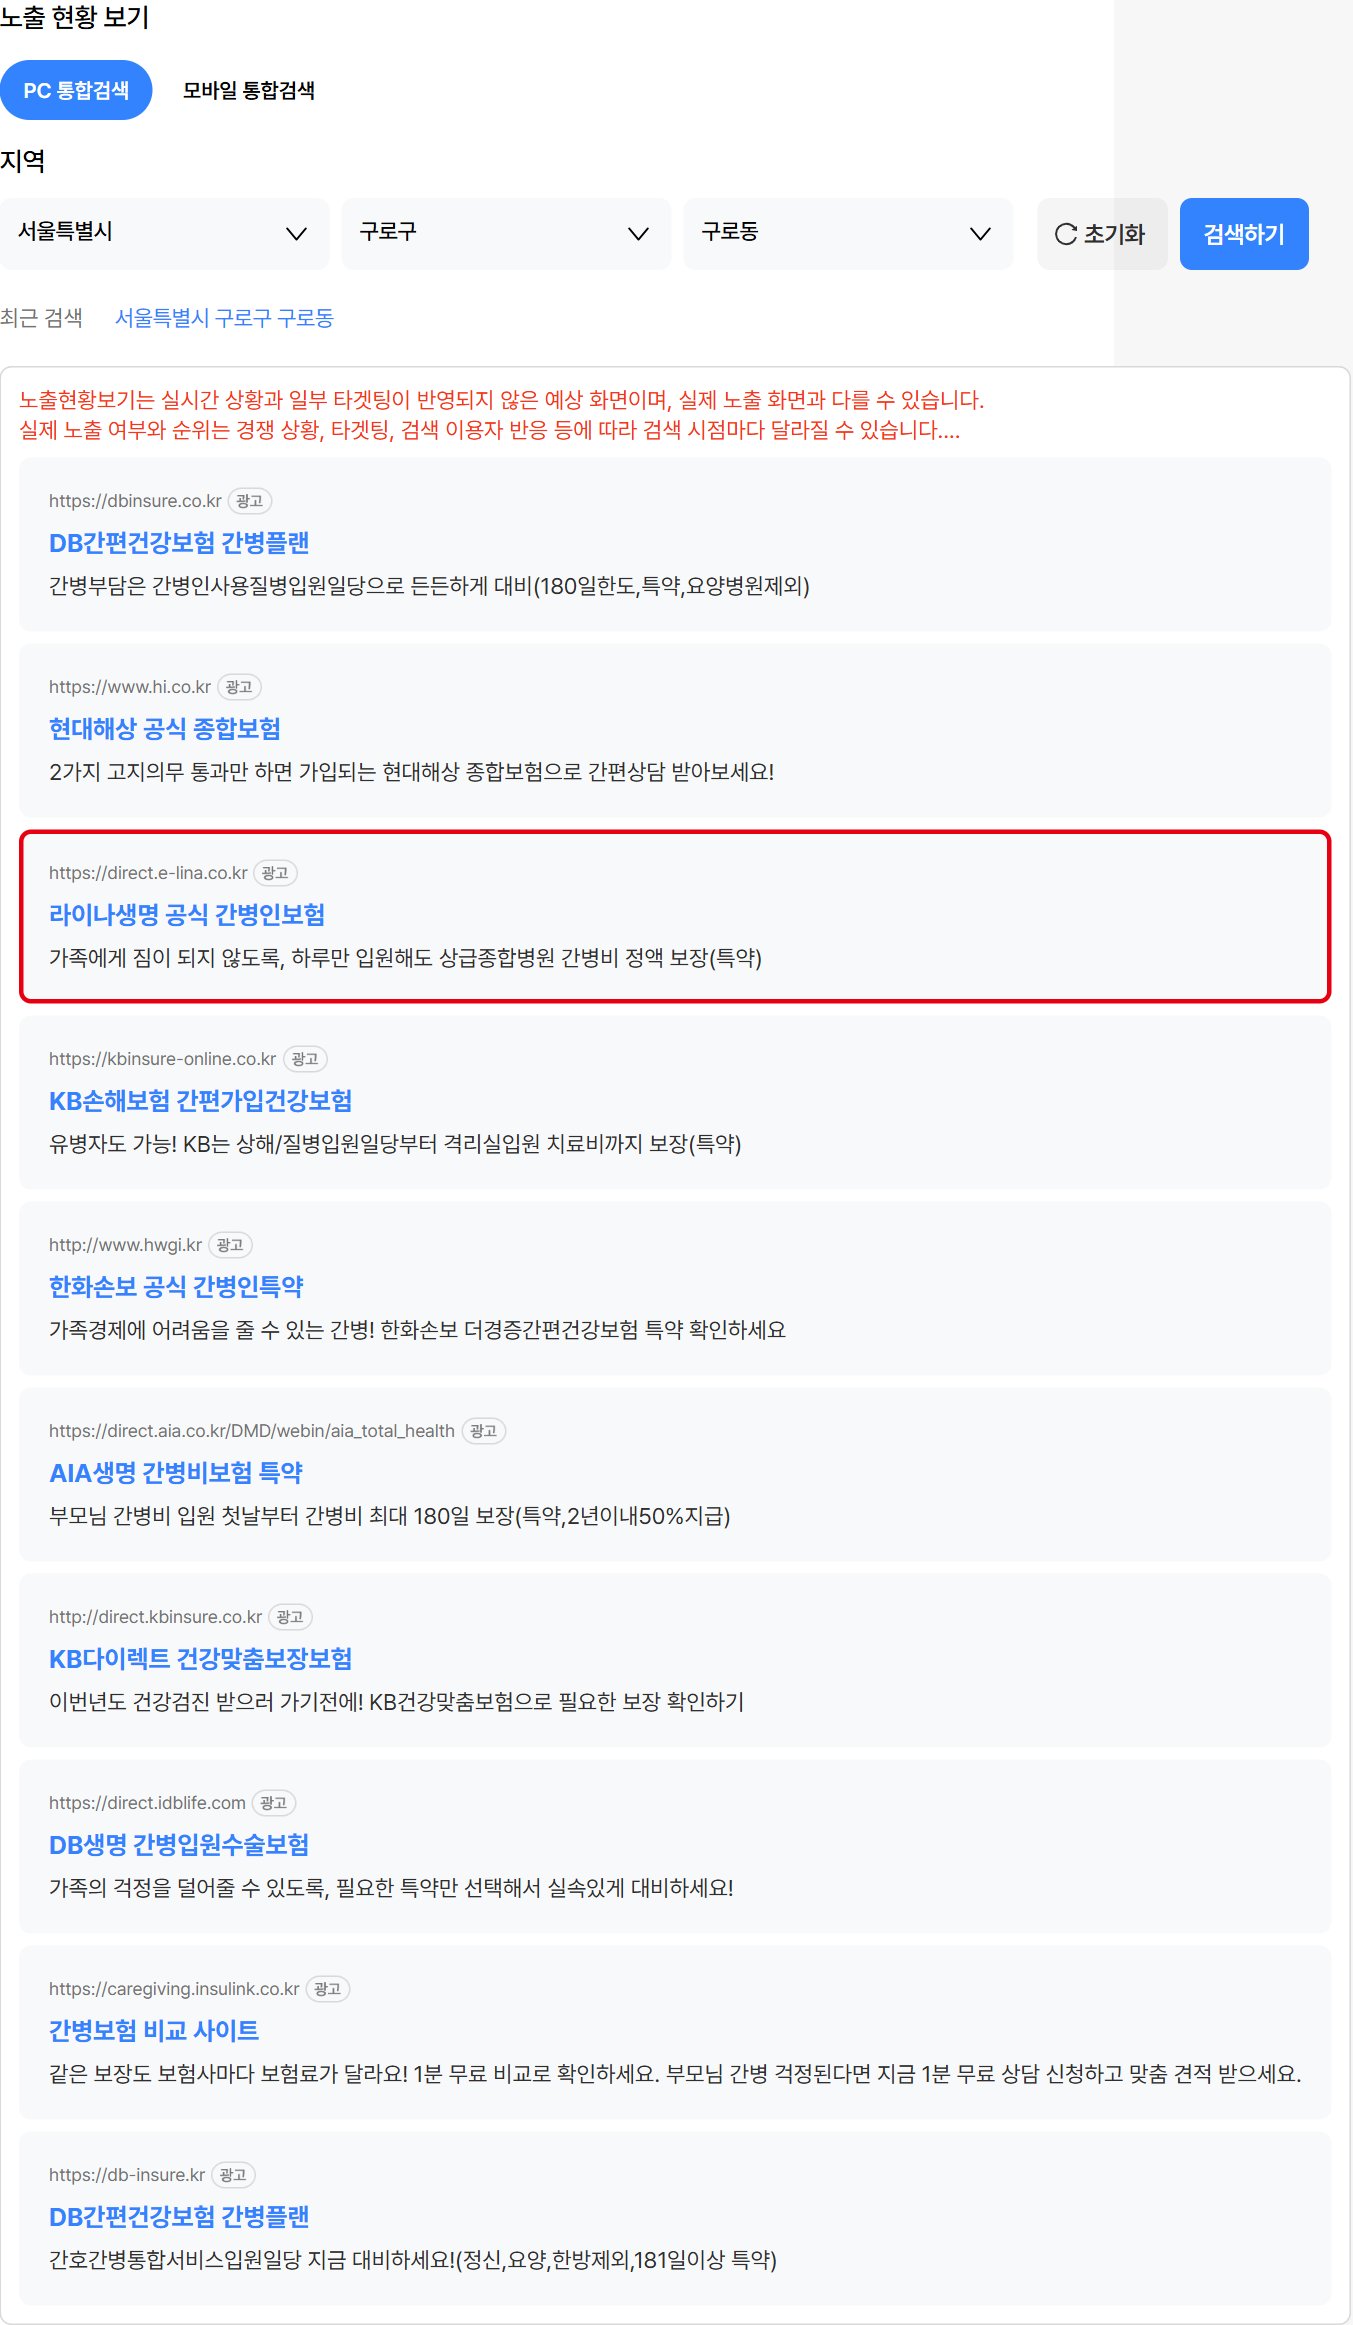 노출 현황 보기
PC 통합검색 모바일 통합검색
지역
서울특별시 구로구 구로동 초기화 검색하기
최근 검색 서울특별시 구로구 구로동
노출현황보기는 실시간 상황과 일부 타겟팅이 반영되지 않은 예상 화면이며, 실제 노출 화면과 다를 수 있습니다.
실제 노출 여부와 순위는 경쟁 상황, 타겟팅, 검색 이용자 반응 등에 따라 검색 시점마다 달라질 수 있습니다....
https://dbinsure.co.kr 광고
DB간편건강보험 간병플랜
간병부담은 간병인사용질병입원일당으로 든든하게 대비(180일한도,특약,요양병원제외)
https://www.hi.co.kr 광고
현대해상 공식 종합보험
2가지 고지의무 통과만 하면 가입되는 현대해상 종합보험으로 간편상담 받아보세요!
https://direct.e-lina.co.kr 광고
라이나생명 공식 간병인보험
가족에게 짐이 되지 않도록, 하루만 입원해도 상급종합병원 간병비 정액 보장(특약)
https://kbinsure-online.co.kr 광고
KB손해보험 간편가입건강보험
유병자도 가능! KB는 상해/질병입원일당부터 격리실입원 치료비까지 보장(특약)
http://www.hwgi.kr 광고
한화손보 공식 간병인특약
가족경제에 어려움을 줄 수 있는 간병! 한화손보 더경증간편건강보험 특약 확인하세요
https://direct.aia.co.kr/DMD/webin/aia_total_health 광고
AIA생명 간병비보험 특약
부모님 간병비 입원 첫날부터 간병비 최대 180일 보장(특약,2년이내50%지급)
http://direct.kbinsure.co.kr 광고
KB다이렉트 건강맞춤보장보험
이번년도 건강검진 받으러 가기전에! KB건강맞춤보험으로 필요한 보장 확인하기
https://direct.idblife.com 광고
DB생명 간병입원수술보험
가족의 걱정을 덜어줄 수 있도록, 필요한 특약만 선택해서 실속있게 대비하세요!
https://caregiving.insulink.co.kr 광고
간병보험 비교 사이트
같은 보장도 보험사마다 보험료가 달라요! 1분 무료 비교로 확인하세요. 부모님 간병 걱정된다면 지금 1분 무료 상담 신청하고 맞춤 견적 받으세요.
https://db-insure.kr 광고
DB간편건강보험 간병플랜
간호간병통합서비스입원일당 지금 대비하세요!(정신,요양,한방제외,181일이상 특약)